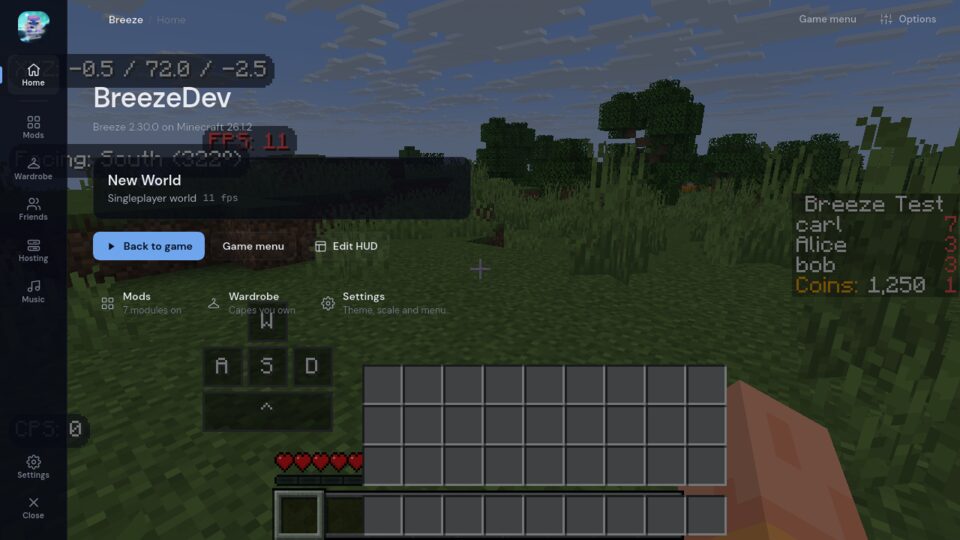 Breeze / Home
Game menu
Options
Home
-0.5 / 72.0 / -2.5
BreezeDev
Breeze 2.30.0 on Minecraft 26.1.2
FPS: 11
Mods
Facing: South (322°)
Wardrobe
New World
Singleplayer world 11 fps
Friends
Breeze Test
carl 7
Alice 3
bob 3
Coins: 1,250 1
Back to game
Game menu
Edit HUD
Hosting
Music
Mods
7 modules on
Wardrobe
Capes you own
Settings
Theme, scale and menu.
W
A S D
^
CPS: 0
Settings
Close